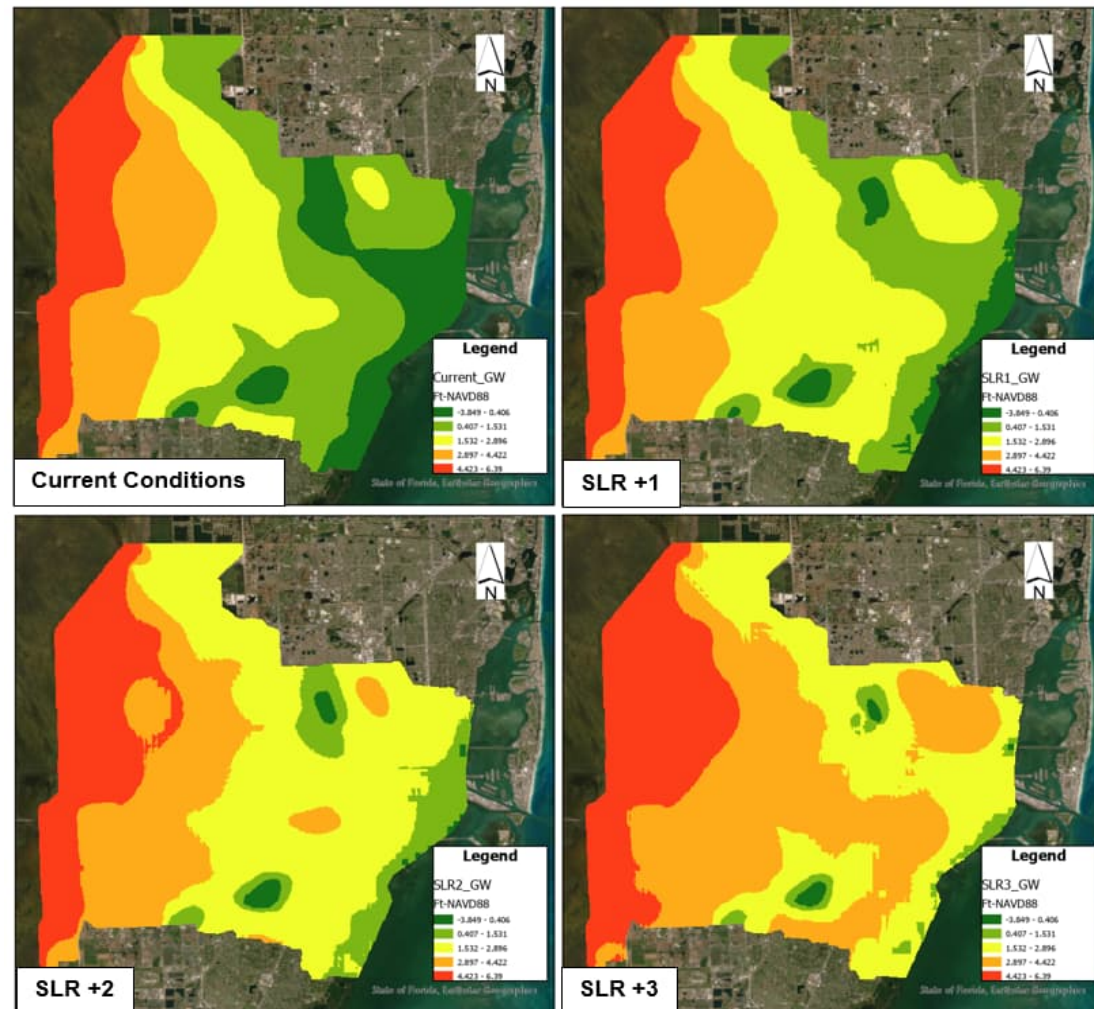 N
Legend
Current_GW
Ft-NAVD88
-3.849 - 0.406
0.407 - 1.531
1.532 - 2.896
2.897 - 4.422
4.423 - 6.39
Current Conditions
State of Florida, Earthstar Geographics
N
Legend
SLR1_GW
Ft-NAVD88
-3.849 - 0.406
0.407 - 1.531
1.532 - 2.896
2.897 - 4.422
4.423 - 6.39
SLR +1
State of Florida, Earthstar Geographics
N
Legend
SLR2_GW
Ft-NAVD88
-3.849 - 0.406
0.407 - 1.531
1.532 - 2.896
2.897 - 4.422
4.423 - 6.39
SLR +2
State of Florida, Earthstar Geographics
N
Legend
SLR3_GW
Ft-NAVD88
-3.849 - 0.406
0.407 - 1.531
1.532 - 2.896
2.897 - 4.422
4.423 - 6.39
SLR +3
State of Florida, Earthstar Geographics